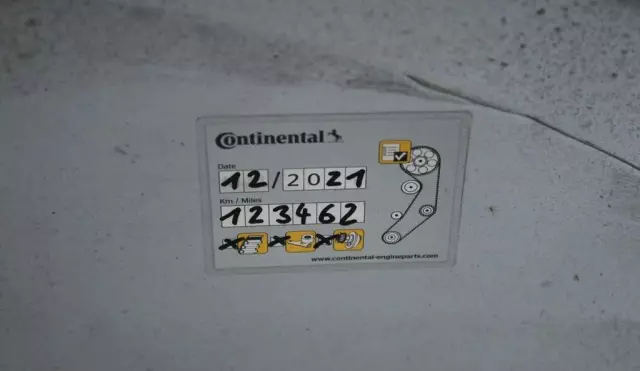 Continental
Date
12/2021
Km / Miles
123462
www.continental-engineparts.com